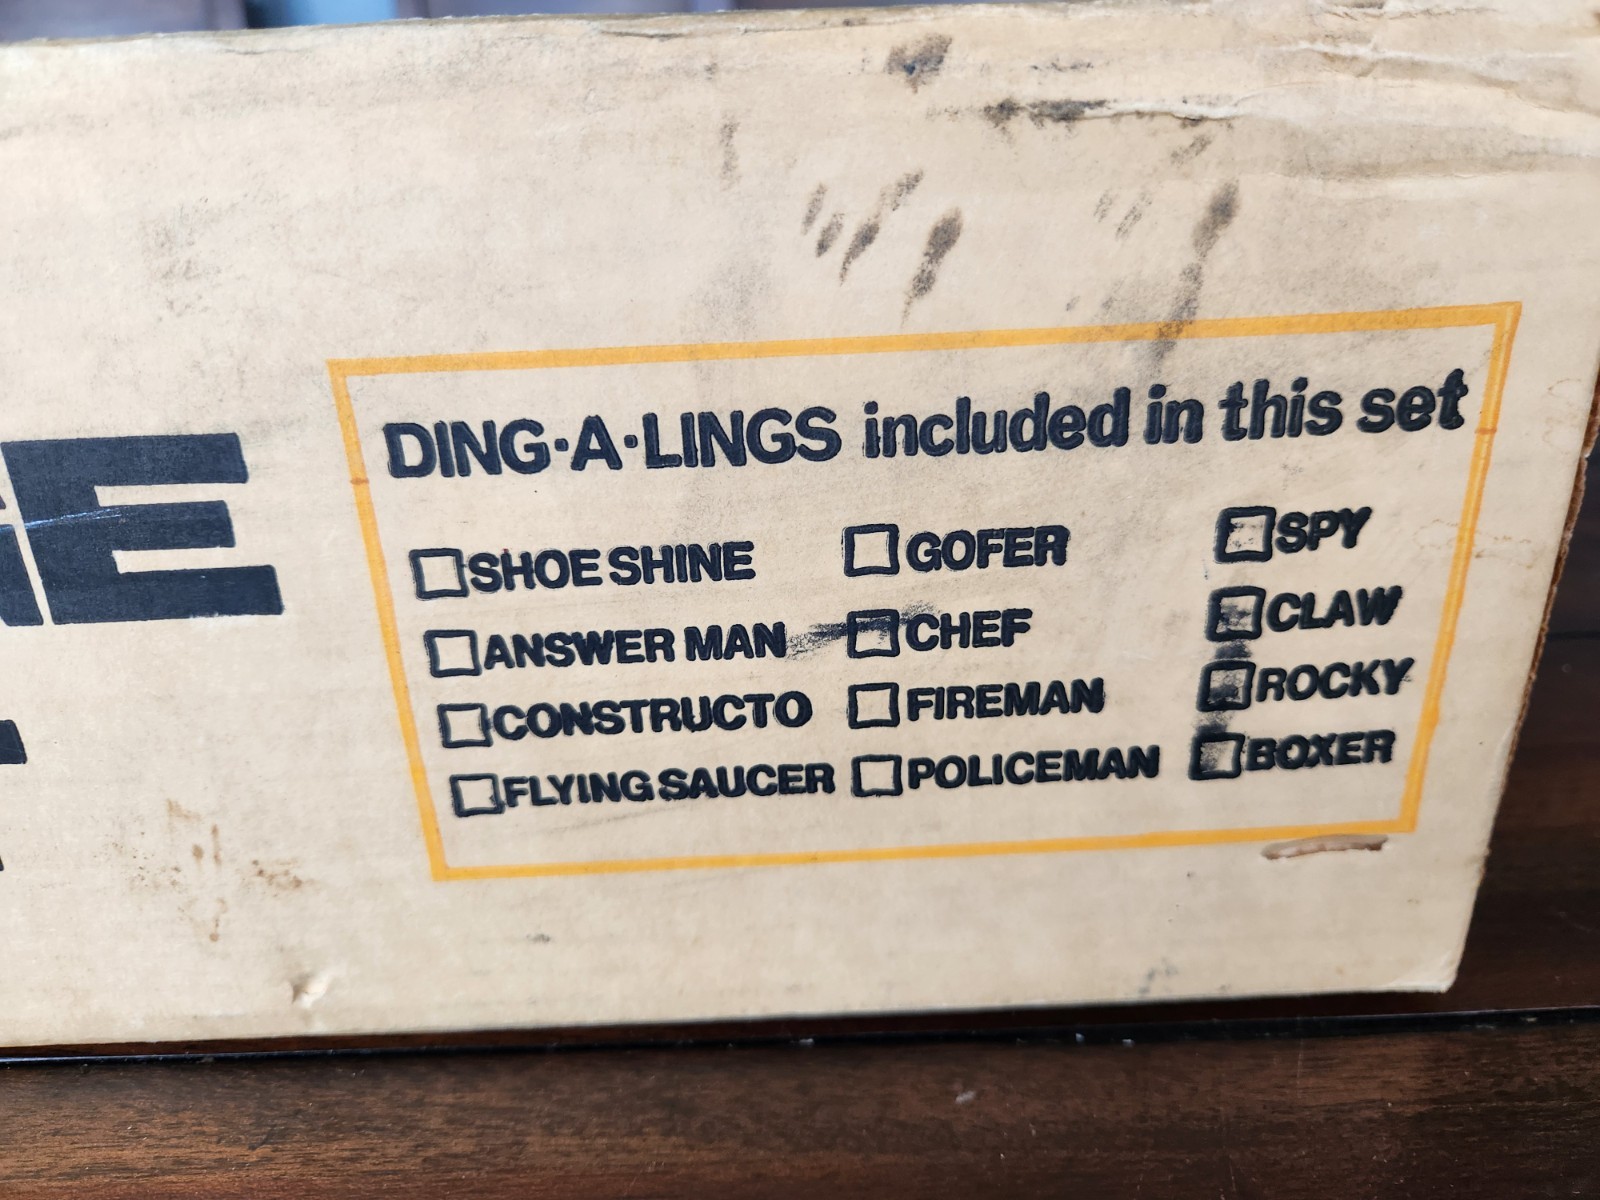 DING·A·LINGS included in this set
☐ SHOE SHINE ☐ GOFER ☐ SPY
☐ ANSWER MAN ☐ CHEF ☐ CLAW
☐ CONSTRUCTO ☐ FIREMAN ☐ ROCKY
☐ FLYING SAUCER ☐ POLICEMAN ☐ BOXER